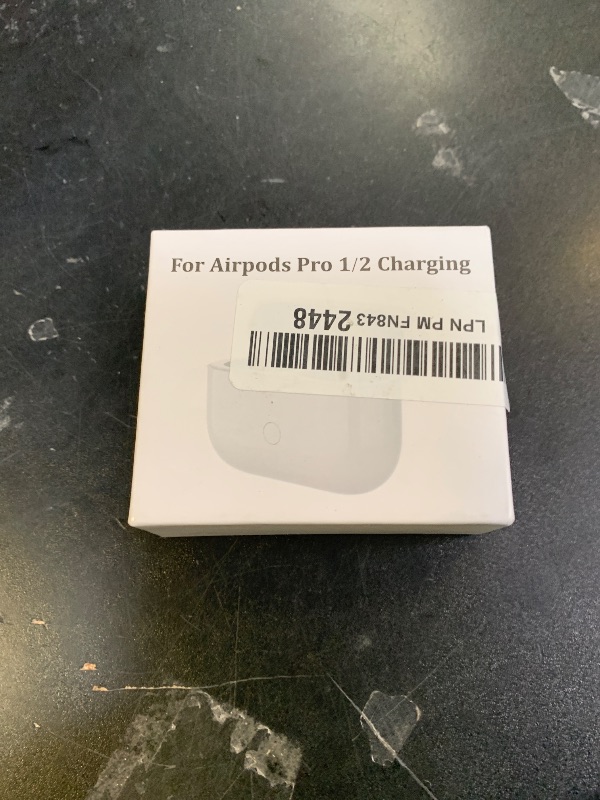 For Airpods Pro 1/2 Charging
LPN PM FN843 2448